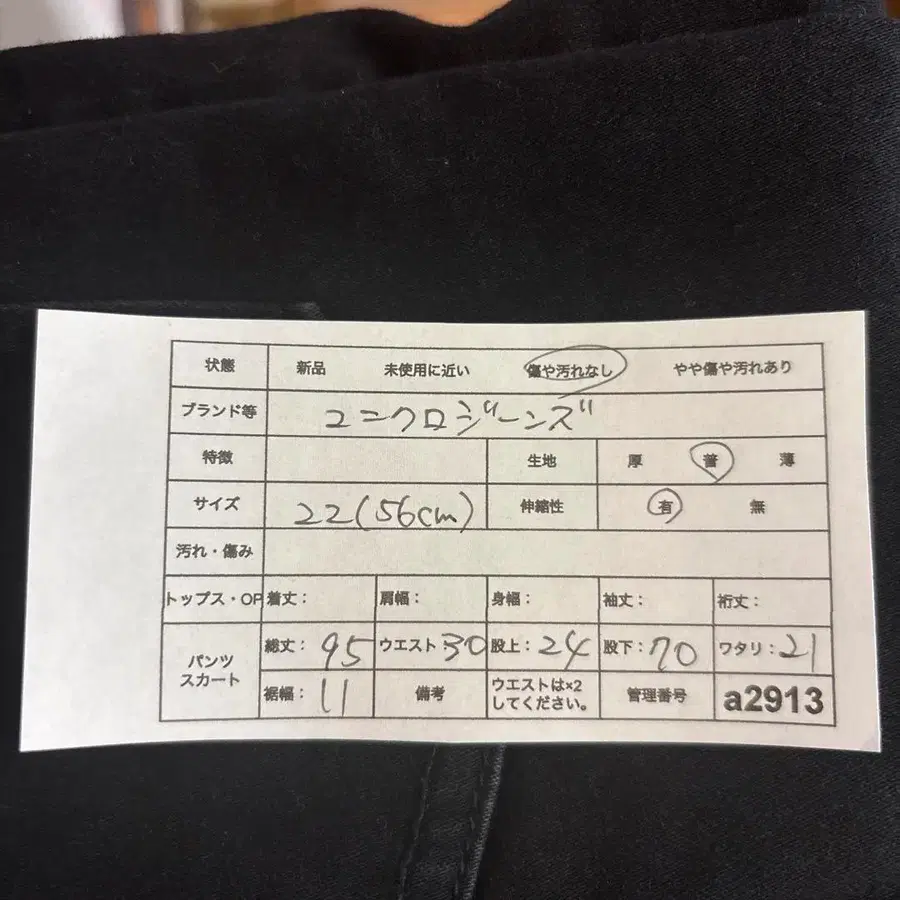 状態 新品 未使用に近い 傷や汚れなし やや傷や汚れあり
ブランド等 ユニクロジーンズ
特徴 生地 厚 普 薄
サイズ 22(56cm) 伸縮性 有 無
汚れ・傷み
トップス・OP 着丈: 肩幅: 身幅: 袖丈: 裄丈:
パンツ
スカート
総丈: 95 ウエスト 30 股上: 24 股下: 70 ワタリ: 21
裾幅: 11 備考 ウエストは×2
してください。 管理番号 a2913